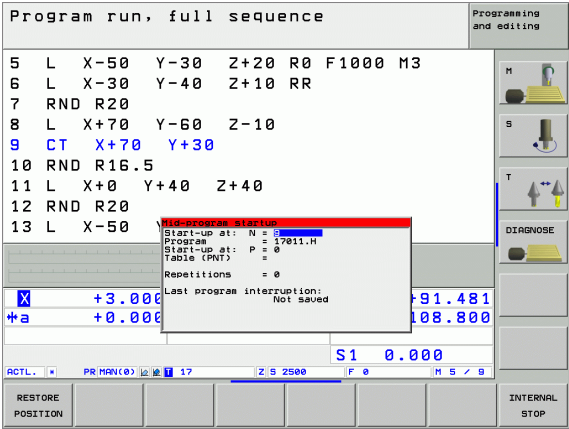 Program run, full sequence
Programming
and editing
5 L X-50 Y-30 Z+20 R0 F1000 M3
6 L X-30 Y-40 Z+10 RR
7 RND R20
8 L X+70 Y-60 Z-10
9 CT X+70 Y+30
10 RND R16.5
11 L X+0 Y+40 Z+40
12 RND R20
13 L X-50
Mid-program startup
Start-up at: N = 9
Program = 17011.H
Start-up at: P = 0
Table (PNT) =
Repetitions = 0
Last program interruption:
Not saved
X +3.000
+91.481
a +0.000
108.800
S1 0.000
ACTL. PR MAN(0) T 17 Z S 2500 F 0 M 5 / 9
M
S
T
DIAGNOSE
RESTORE
POSITION
INTERNAL
STOP